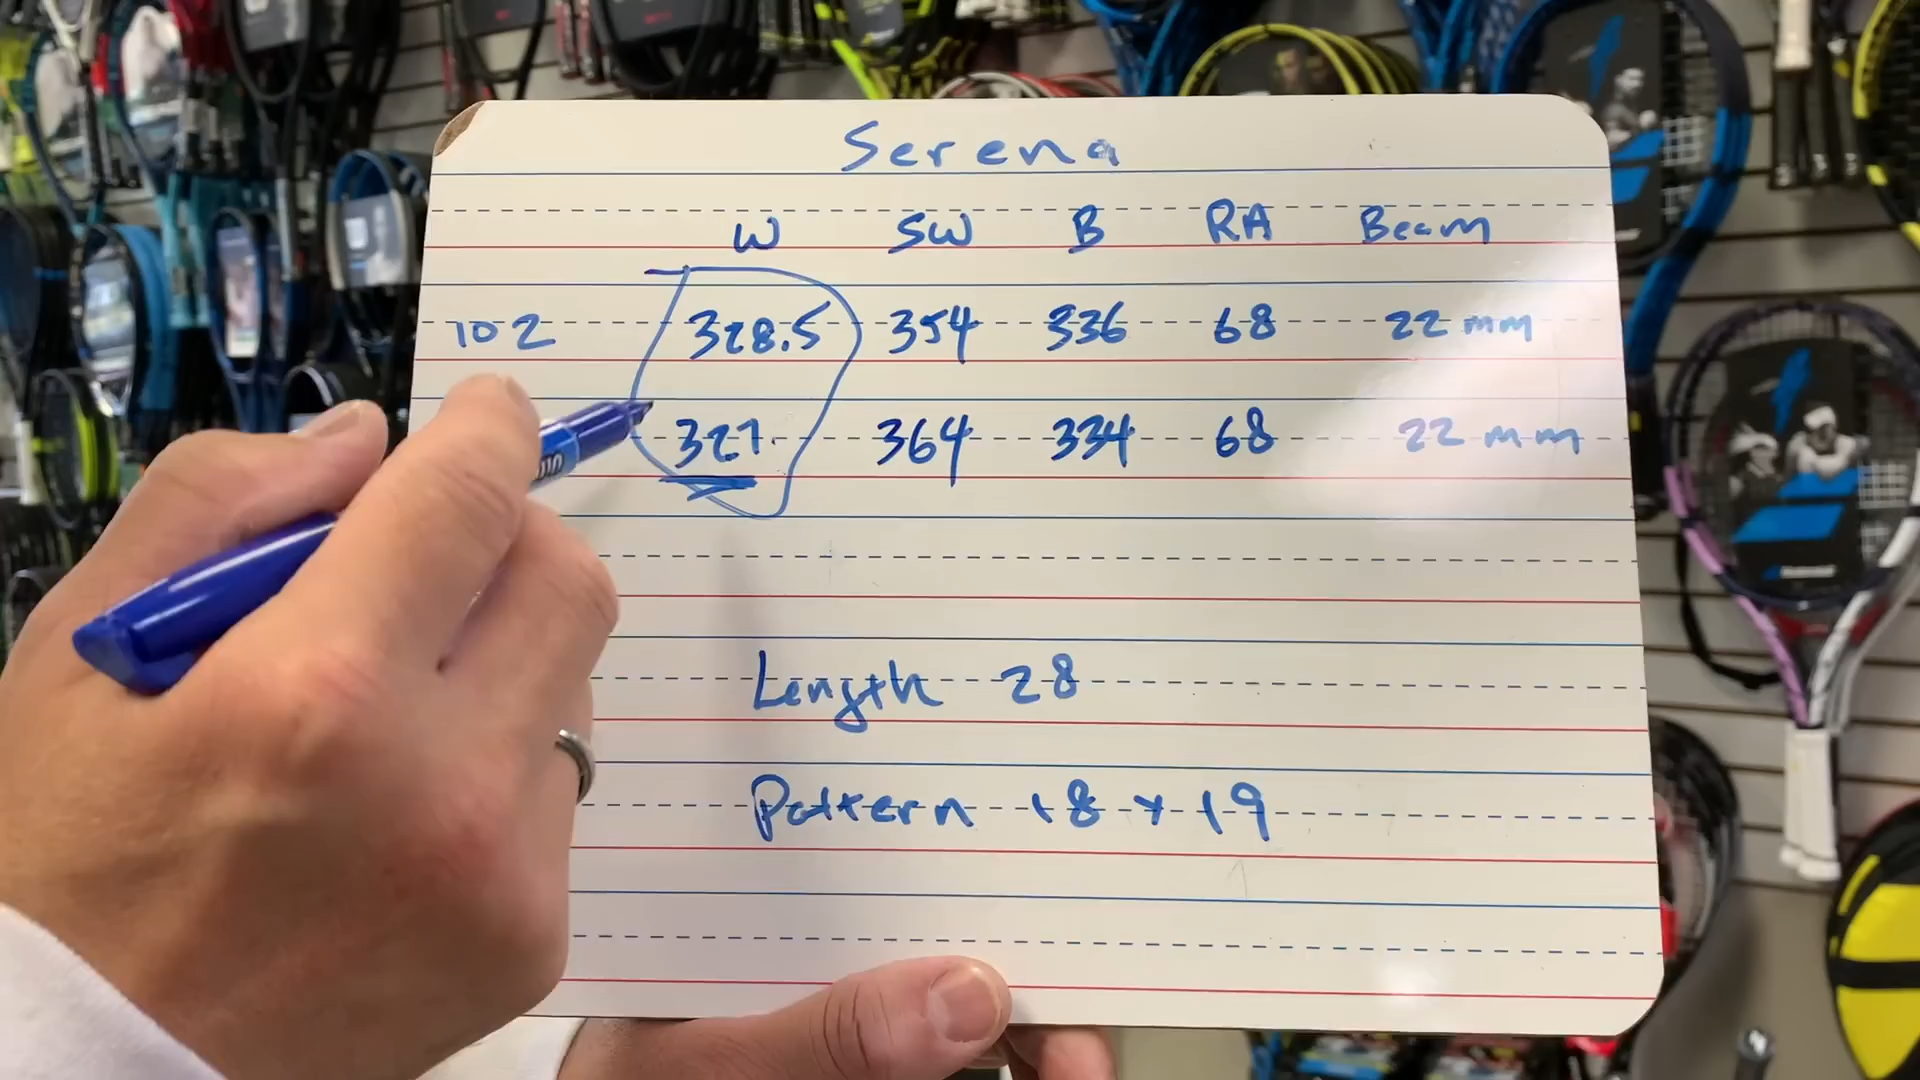 Serena
W SW B RA Beam
102 328.5 354 336 68 22 mm
327. 364 334 68 22 mm
Length 28
Pattern 18 x 19